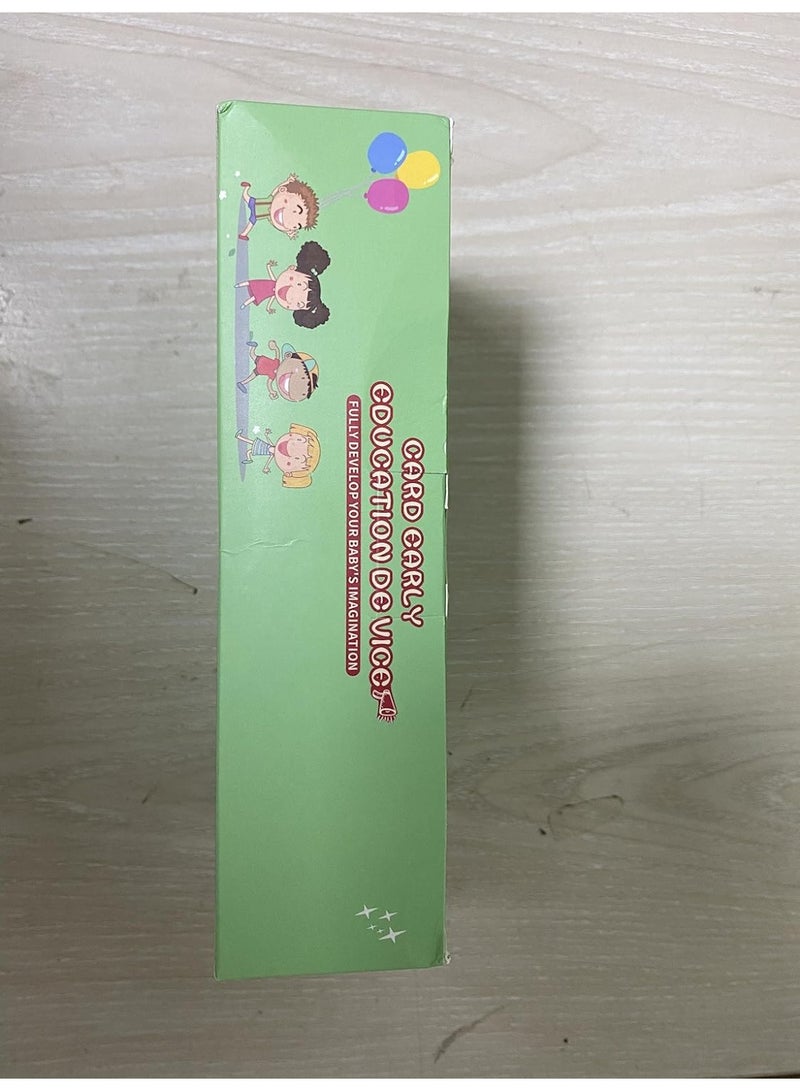 CARD EARLY
EDUCATION DE VICE
FULLY DEVELOP YOUR BABY'S IMAGINATION